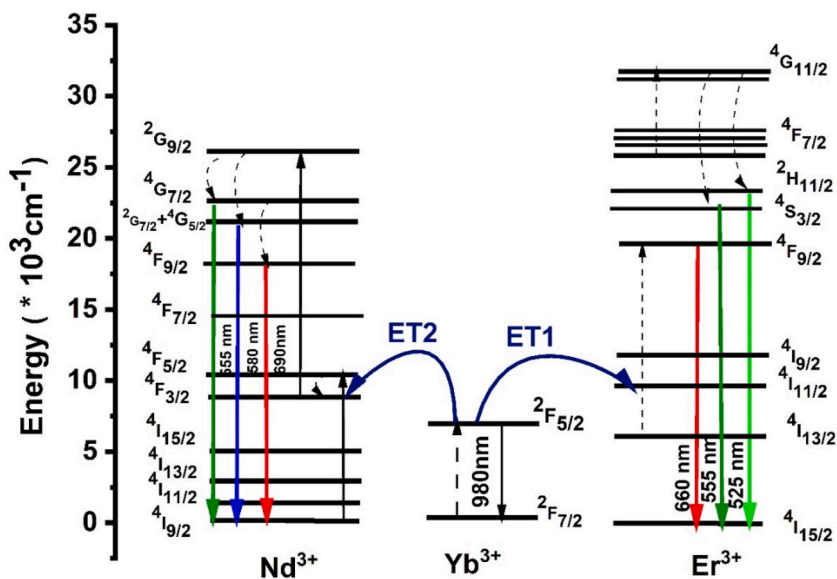 Energy ( * 10³cm⁻¹)
35
30
25
20
15
10
5
0
²G₉/₂
⁴G₇/₂
²G₇/₂+⁴G₅/₂
⁴F₉/₂
⁴F₇/₂
⁴F₅/₂
⁴F₃/₂
⁴I₁₅/₂
⁴I₁₃/₂
⁴I₁₁/₂
⁴I₉/₂
555 nm
580 nm
690nm
Nd³⁺
ET2
ET1
²F₅/₂
980nm
²F₇/₂
Yb³⁺
⁴G₁₁/₂
⁴F₇/₂
²H₁₁/₂
⁴S₃/₂
⁴F₉/₂
⁴I₉/₂
⁴I₁₁/₂
⁴I₁₃/₂
660 nm
555 nm
525 nm
⁴I₁₅/₂
Er³⁺